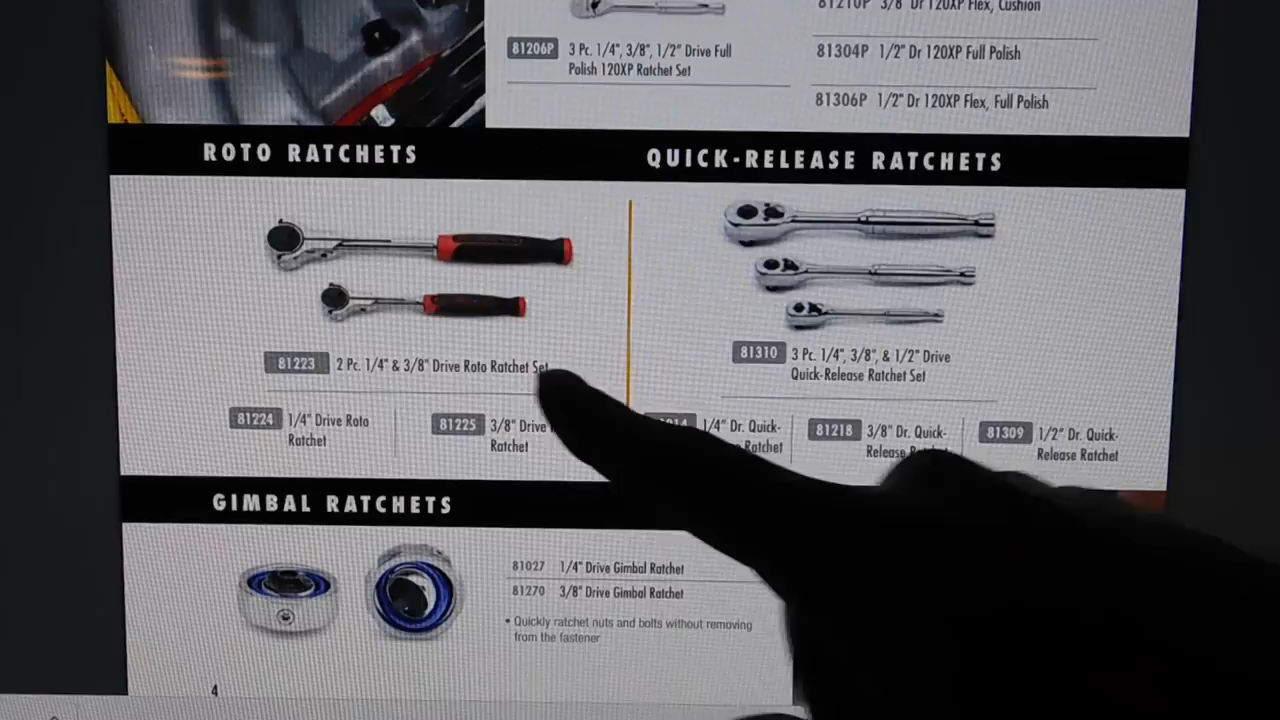 81210P 3/8" Dr 120XP Flex, Cushion
81206P 3 Pc. 1/4", 3/8", 1/2" Drive Full
Polish 120XP Ratchet Set
81304P 1/2" Dr 120XP Full Polish
81306P 1/2" Dr 120XP Flex, Full Polish
ROTO RATCHETS
81223 2 Pc. 1/4" & 3/8" Drive Roto Ratchet Set
81224 1/4" Drive Roto
Ratchet
81225 3/8" Drive
Ratchet
QUICK-RELEASE RATCHETS
81310 3 Pc. 1/4", 3/8", & 1/2" Drive
Quick-Release Ratchet Set
1/4" Dr. Quick-
Ratchet
81218 3/8" Dr. Quick-
Release
81309 1/2" Dr. Quick-
Release Ratchet
GIMBAL RATCHETS
81027 1/4" Drive Gimbal Ratchet
81270 3/8" Drive Gimbal Ratchet
• Quickly ratchet nuts and bolts without removing
from the fastener
4